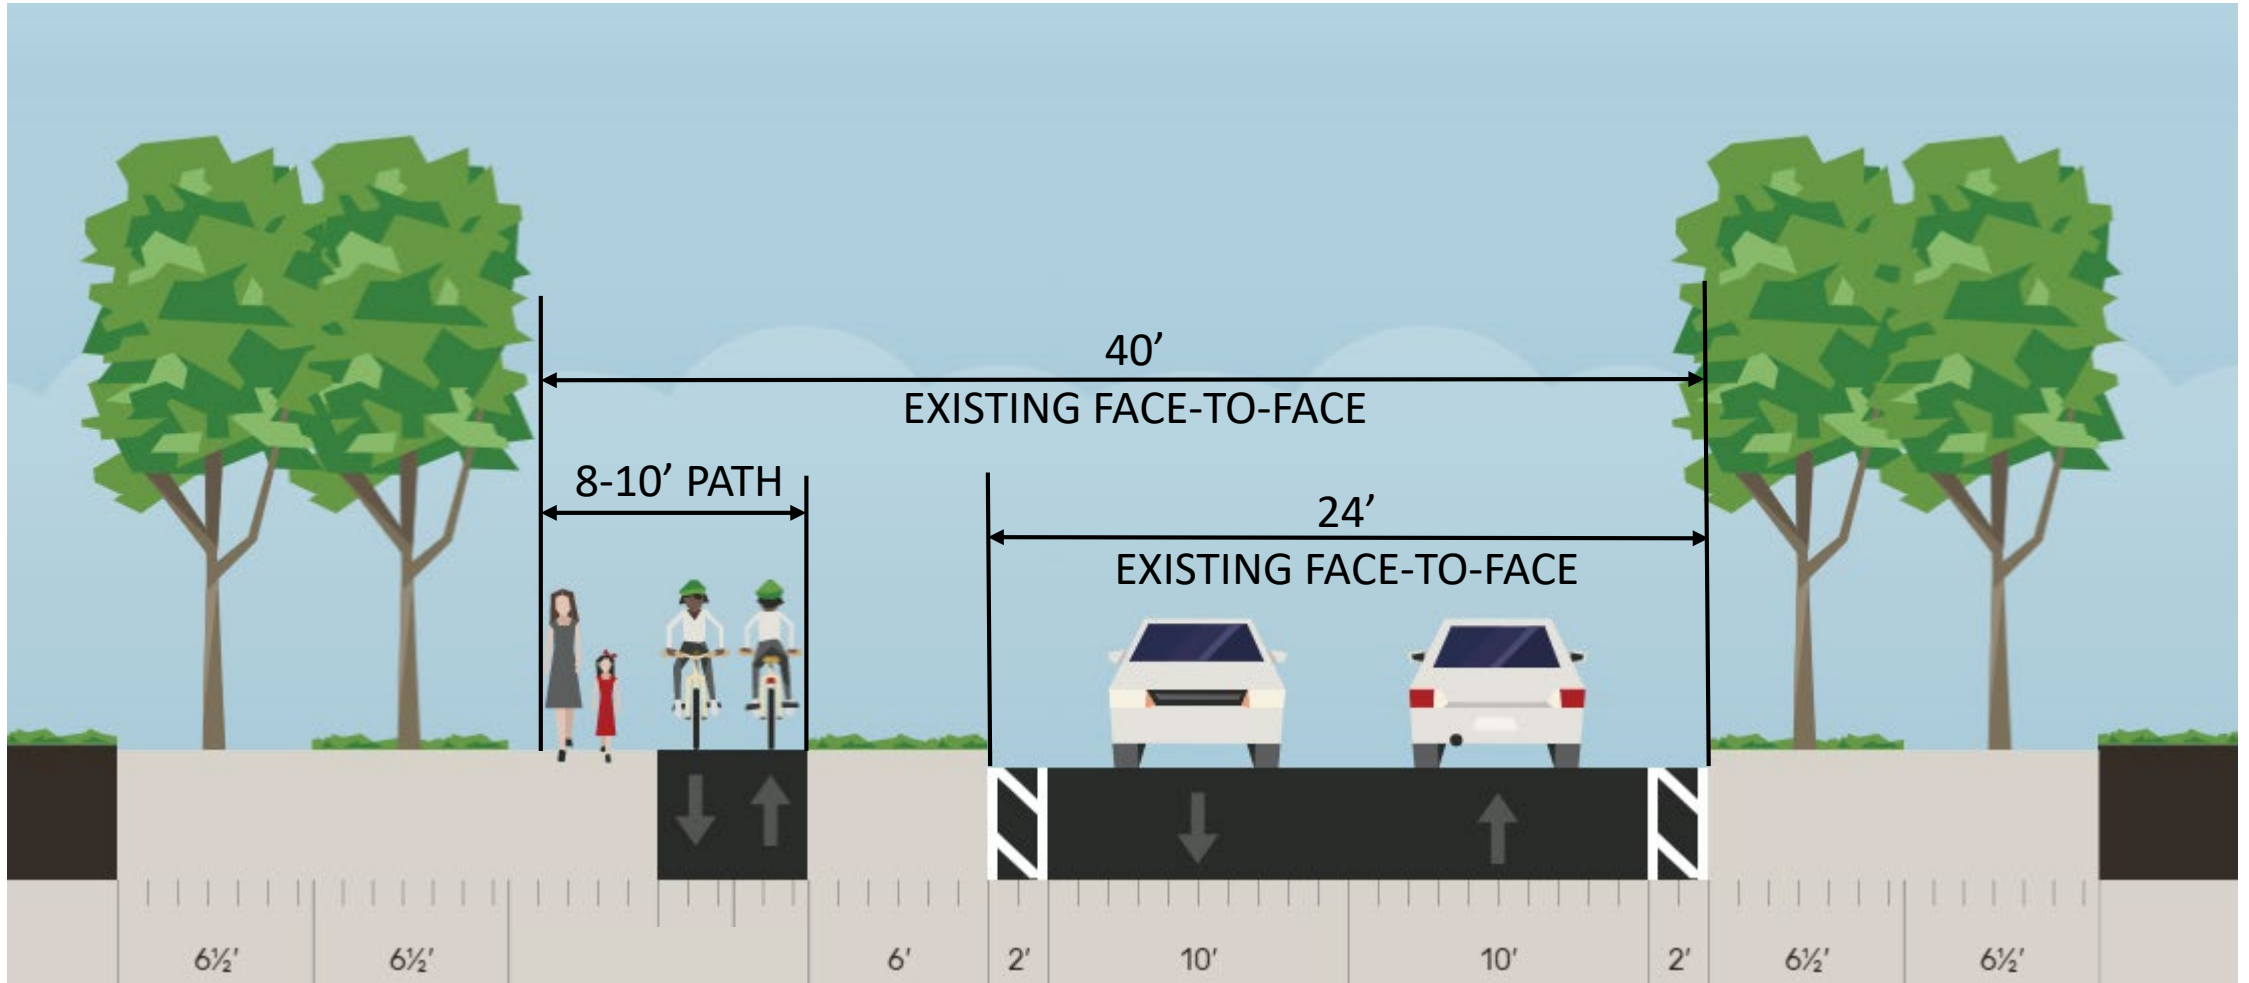 40’
EXISTING FACE-TO-FACE
8-10’ PATH
24’
EXISTING FACE-TO-FACE
6½' 6½' 6' 2' 10' 10' 2' 6½' 6½'